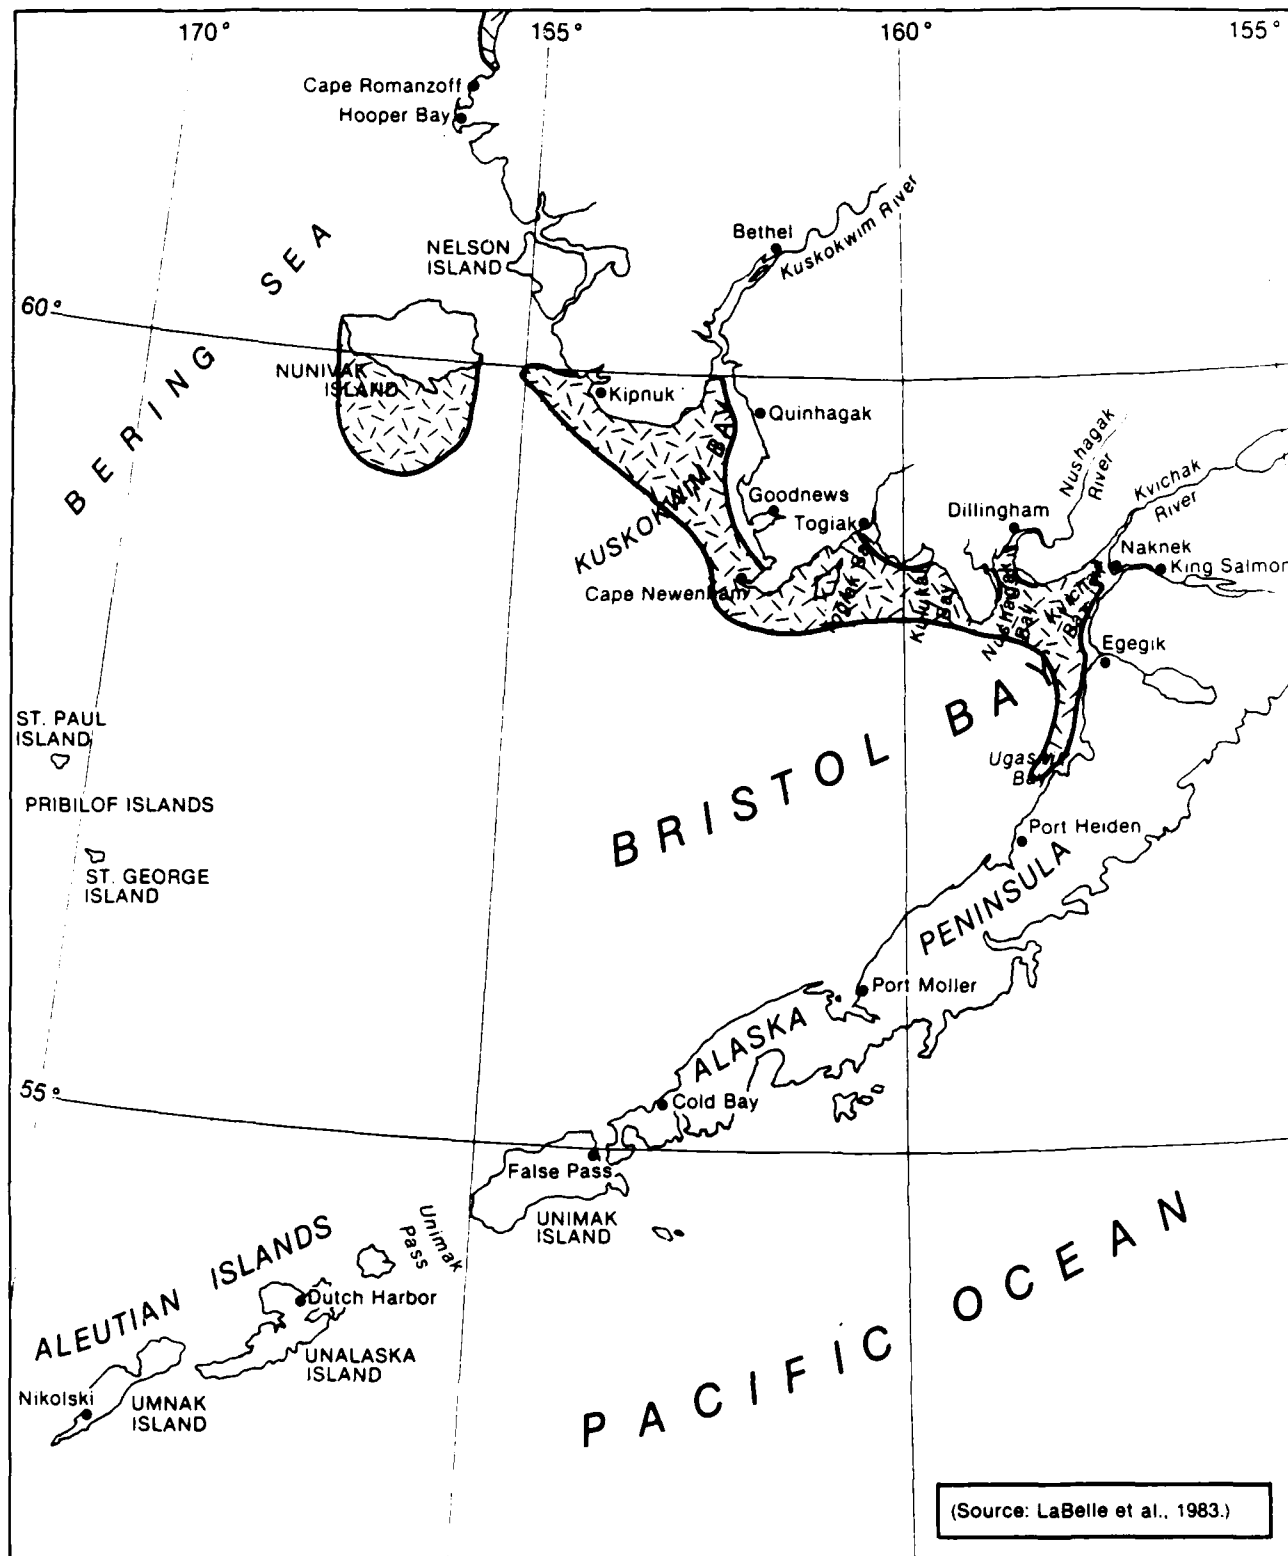 170°
165°
160°
155°
Cape Romanzoff
Hooper Bay
Bethel
Kuskokwim River
NELSON
ISLAND
BERING SEA
60°
NUNIVAK
ISLAND
Kipnuk
Quinhagak
KUSKOKWIM BAY
Goodnews
Togiak
Dillingham
Nushagak
River
Kvichak
River
Naknek
King Salmon
Cape Newenham
Togiak Bay
Kulukak
Bay
Nushagak
Bay
Kvichak
Bay
Egegik
ST. PAUL
ISLAND
PRIBILOF ISLANDS
ST. GEORGE
ISLAND
BRISTOL BAY
Ugashik
Bay
Port Heiden
ALASKA PENINSULA
Port Moller
55°
Cold Bay
False Pass
UNIMAK
ISLAND
Unimak
Pass
ALEUTIAN ISLANDS
Dutch Harbor
UNALASKA
ISLAND
Nikolski
UMNAK
ISLAND
PACIFIC OCEAN
(Source: LaBelle et al., 1983.)